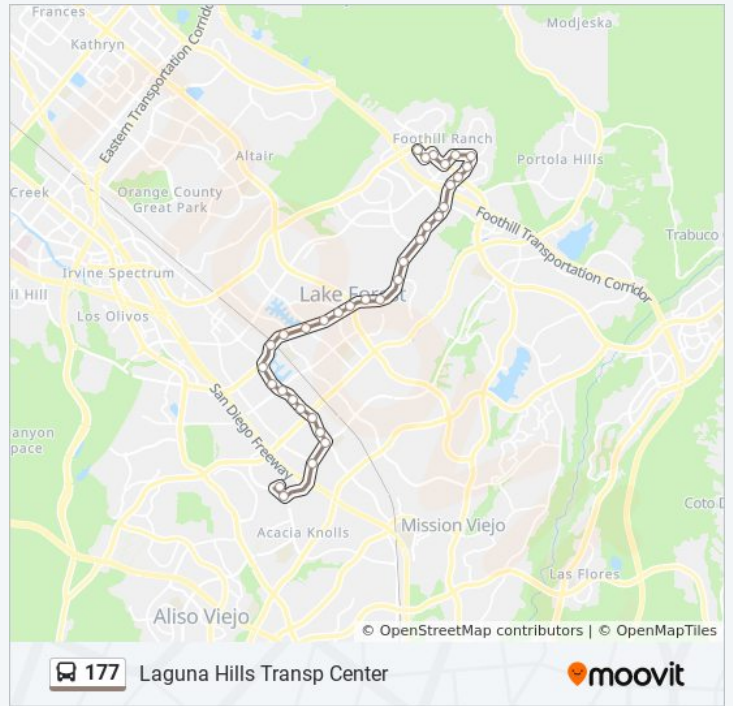 Frances
Modjeska
Kathryn
Eastern Transportation Corridor
Foothill Ranch
Altair
Portola Hills
Creek
Orange County
Great Park
Foothill Transportation Corridor
Trabuco
Irvine Spectrum
il Hill
Lake Forest
Los Olivos
San Diego Freeway
anyon
pace
Coto D
Mission Viejo
Acacia Knolls
Las Flores
Aliso Viejo
© OpenStreetMap contributors | © OpenMapTiles
177 Laguna Hills Transp Center
moovit